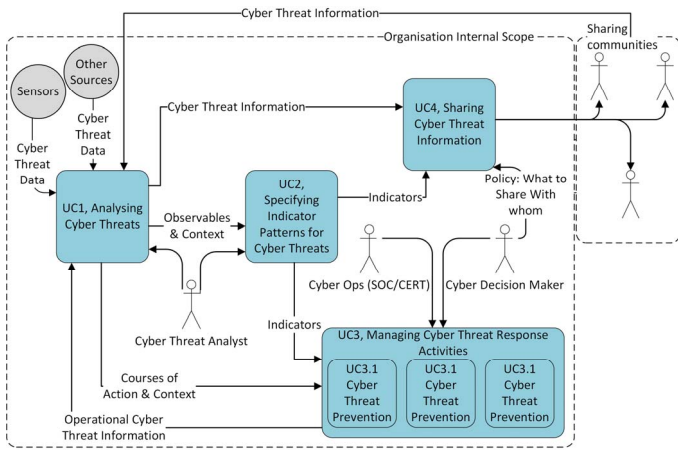 Cyber Threat Information
Sharing
communities
Organisation Internal Scope
Other
Sources
Sensors
Cyber
Threat
Data
Cyber
Threat
Data
Cyber Threat Information
UC4, Sharing
Cyber Threat
Information
UC1, Analysing
Cyber Threats
Observables
& Context
UC2,
Specifying
Indicator
Patterns for
Cyber Threats
Indicators
Policy: What to
Share With
whom
Cyber Threat Analyst
Cyber Ops (SOC/CERT)
Cyber Decision Maker
Indicators
UC3, Managing Cyber Threat Response
Activities
UC3.1
Cyber
Threat
Prevention
UC3.1
Cyber
Threat
Prevention
UC3.1
Cyber
Threat
Prevention
Courses of
Action & Context
Operational Cyber
Threat Information